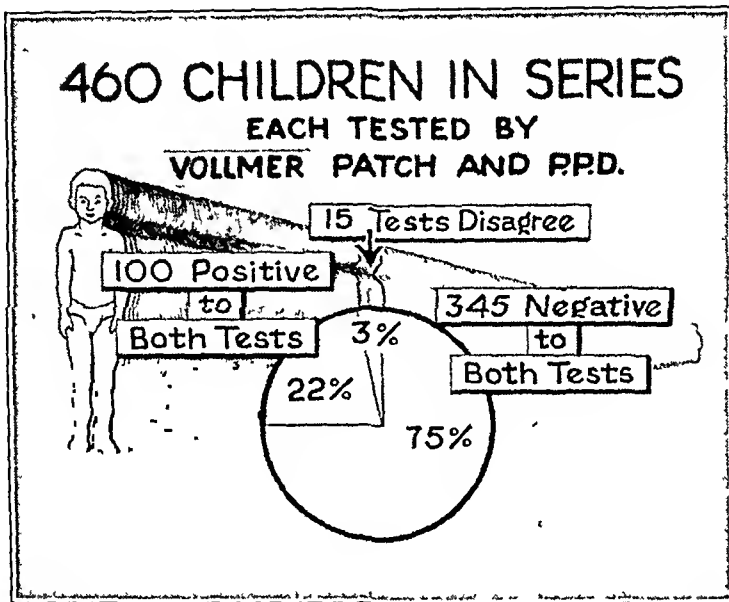 460 CHILDREN IN SERIES
EACH TESTED BY
VOLLMER PATCH AND P.P.D.
15 Tests Disagree
100 Positive
to
Both Tests
345 Negative
to
Both Tests
3%
22%
75%